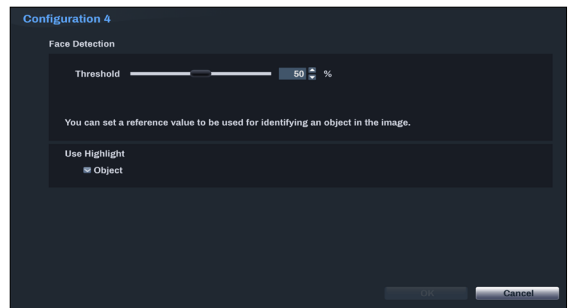 Configuration 4
Face Detection
Threshold 50 %
You can set a reference value to be used for identifying an object in the image.
Use Highlight
Object
OK Cancel